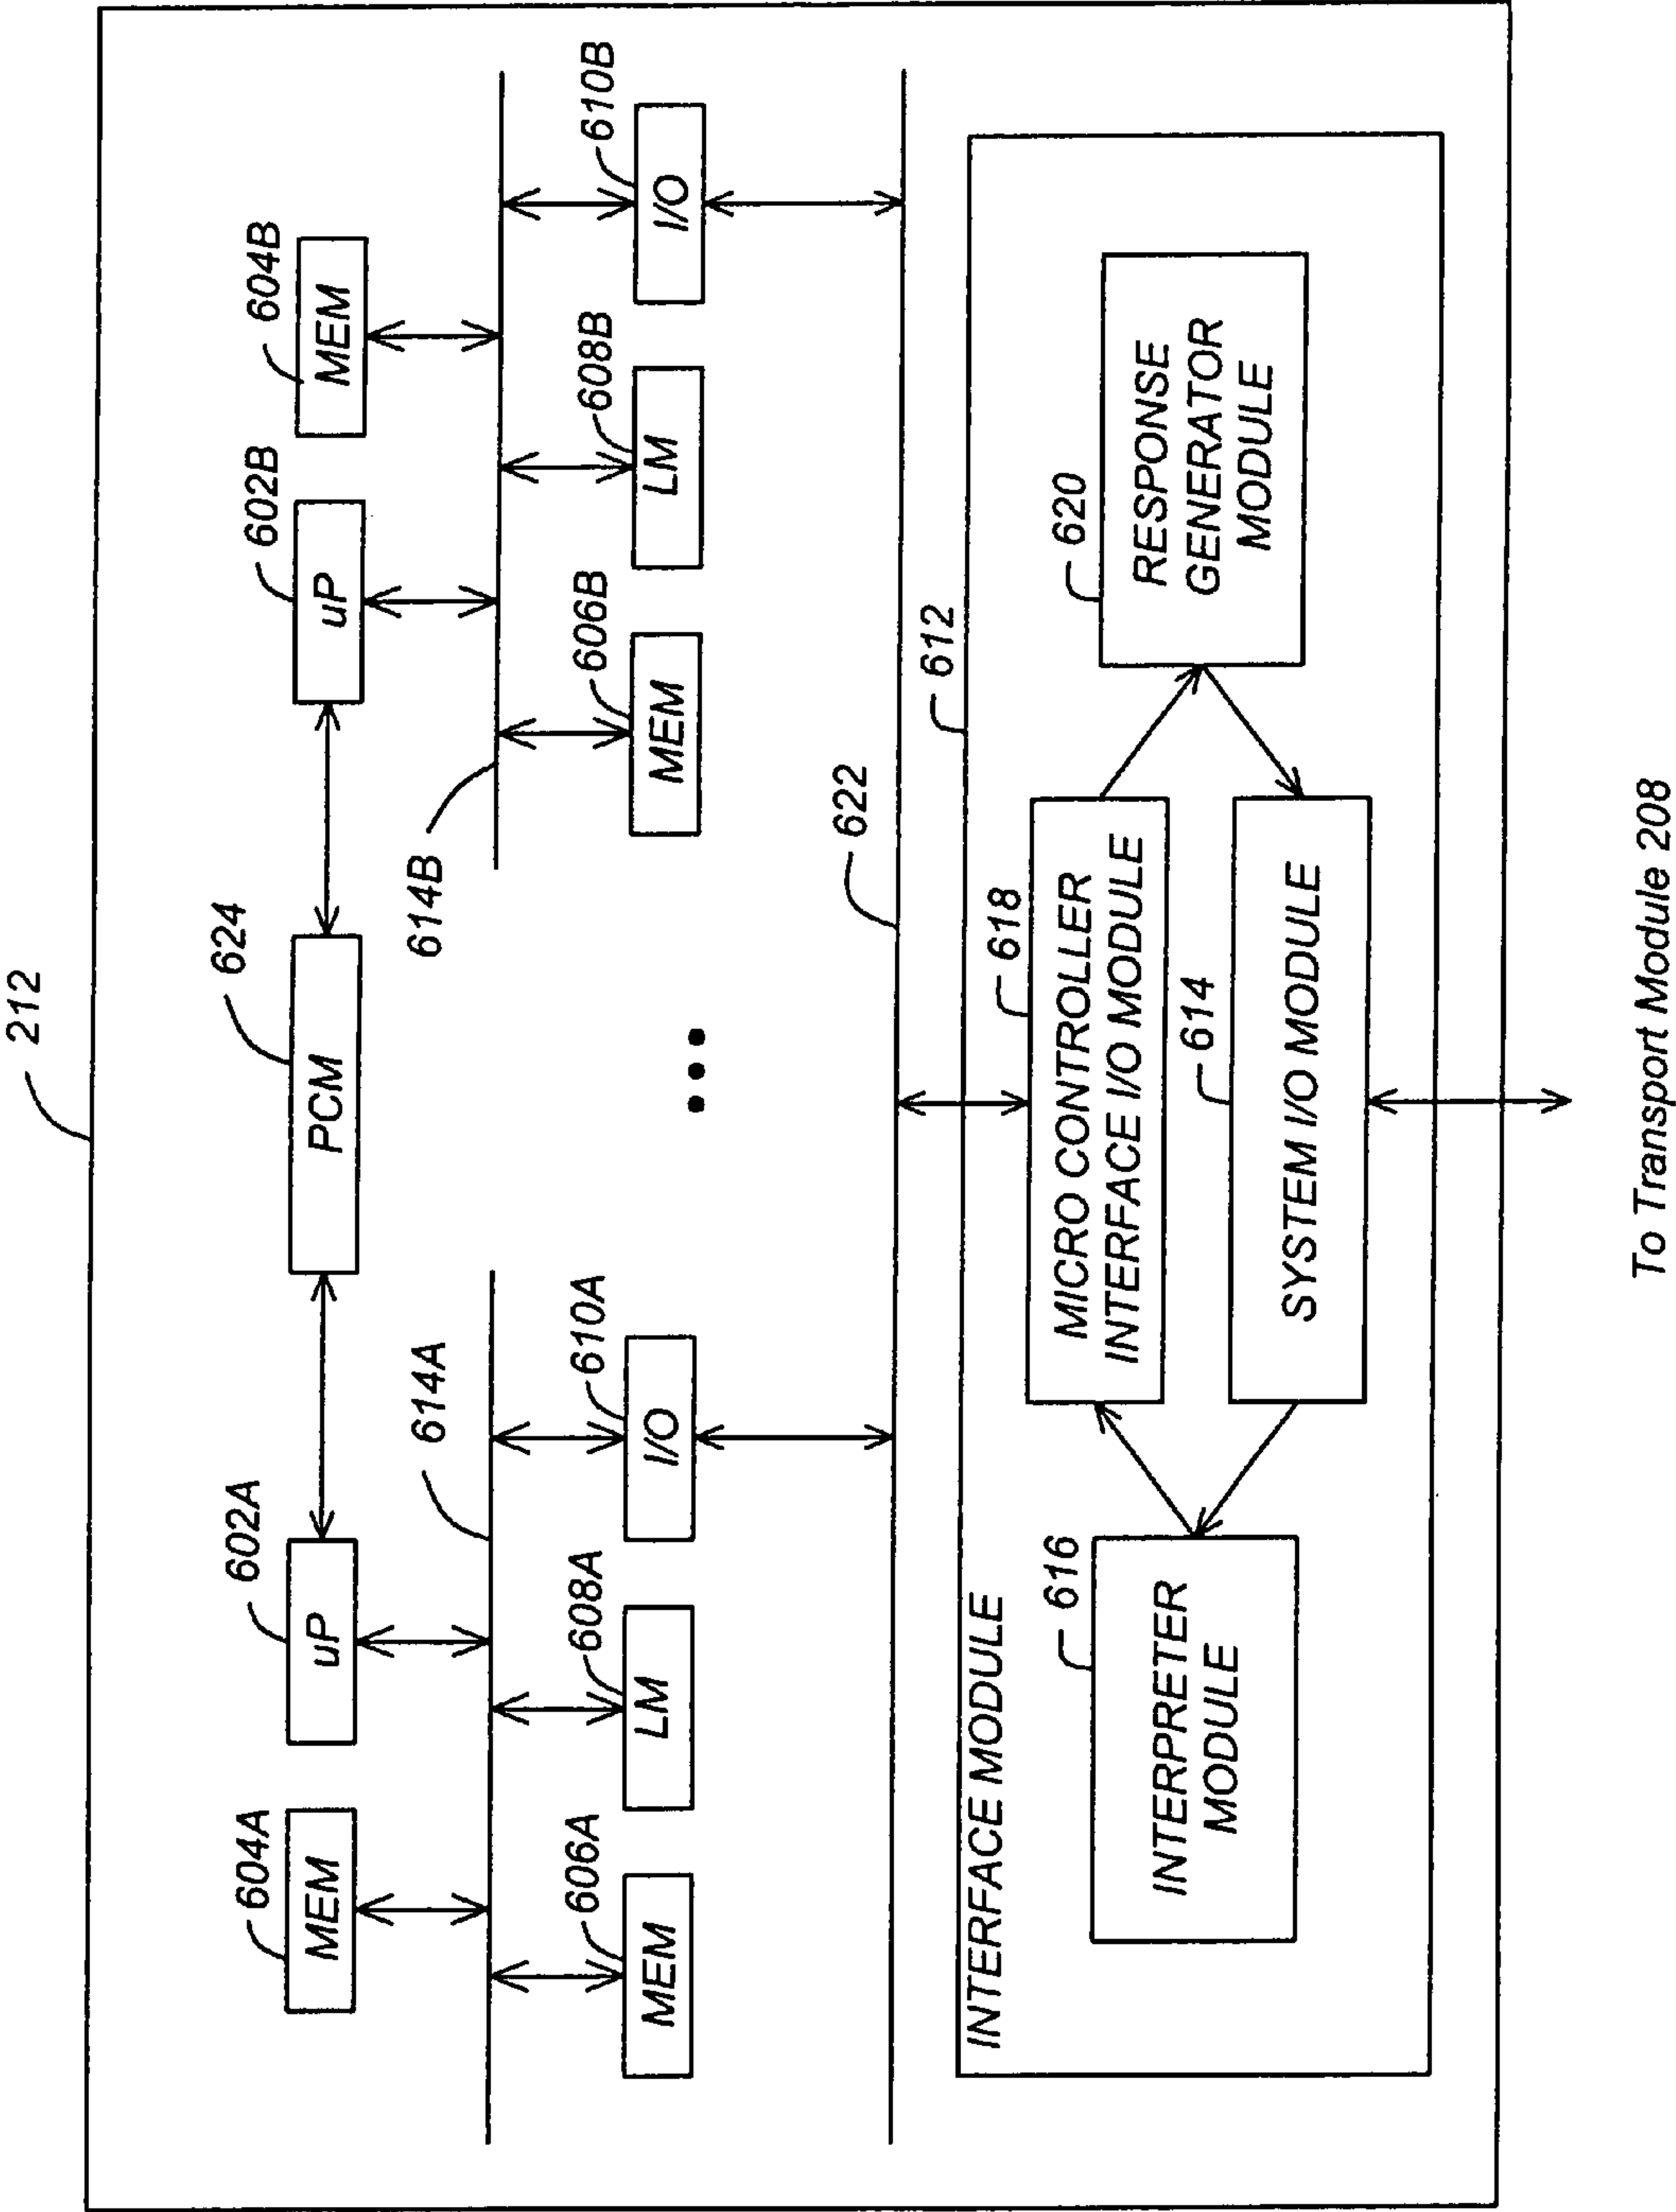 212
604A
602A
624
602B
604B
MEM
uP
PCM
uP
MEM
614A
614B
606A
608A
610A
606B
608B
610B
MEM
LM
I/O
...
MEM
LM
I/O
622
612
INTERFACE MODULE
616
618
620
INTERPRETER
MODULE
MICRO CONTROLLER
INTERFACE I/O MODULE
RESPONSE
GENERATOR
MODULE
614
SYSTEM I/O MODULE
To Transport Module 208